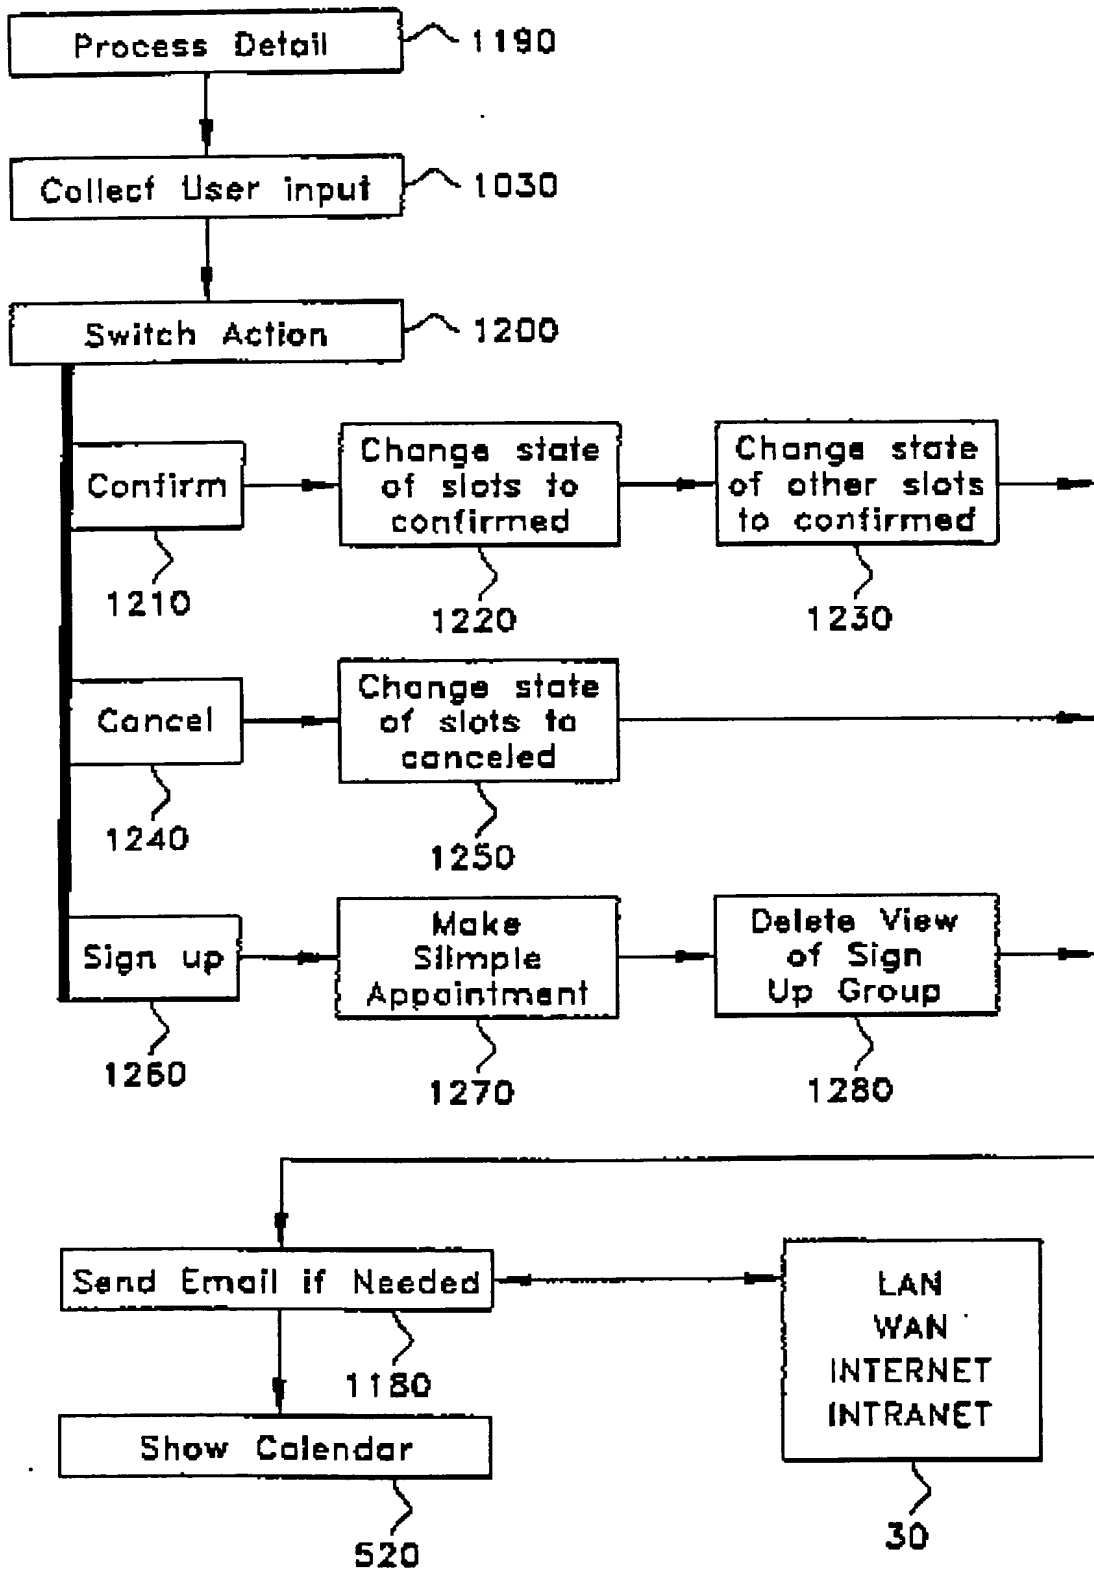 Process Detail
1190
Collecf User input
1030
Switch Action
1200
Confirm
1210
Change state
of slots to
confirmed
1220
Change state
of other slots
to confirmed
1230
Cancel
1240
Change state
of slots to
canceled
1250
Sign up
1260
Make
Silmple
Appointment
1270
Delete View
of Sign
Up Group
1280
Send Email if Needed
1180
LAN
WAN
INTERNET
INTRANET
30
Show Calendar
520